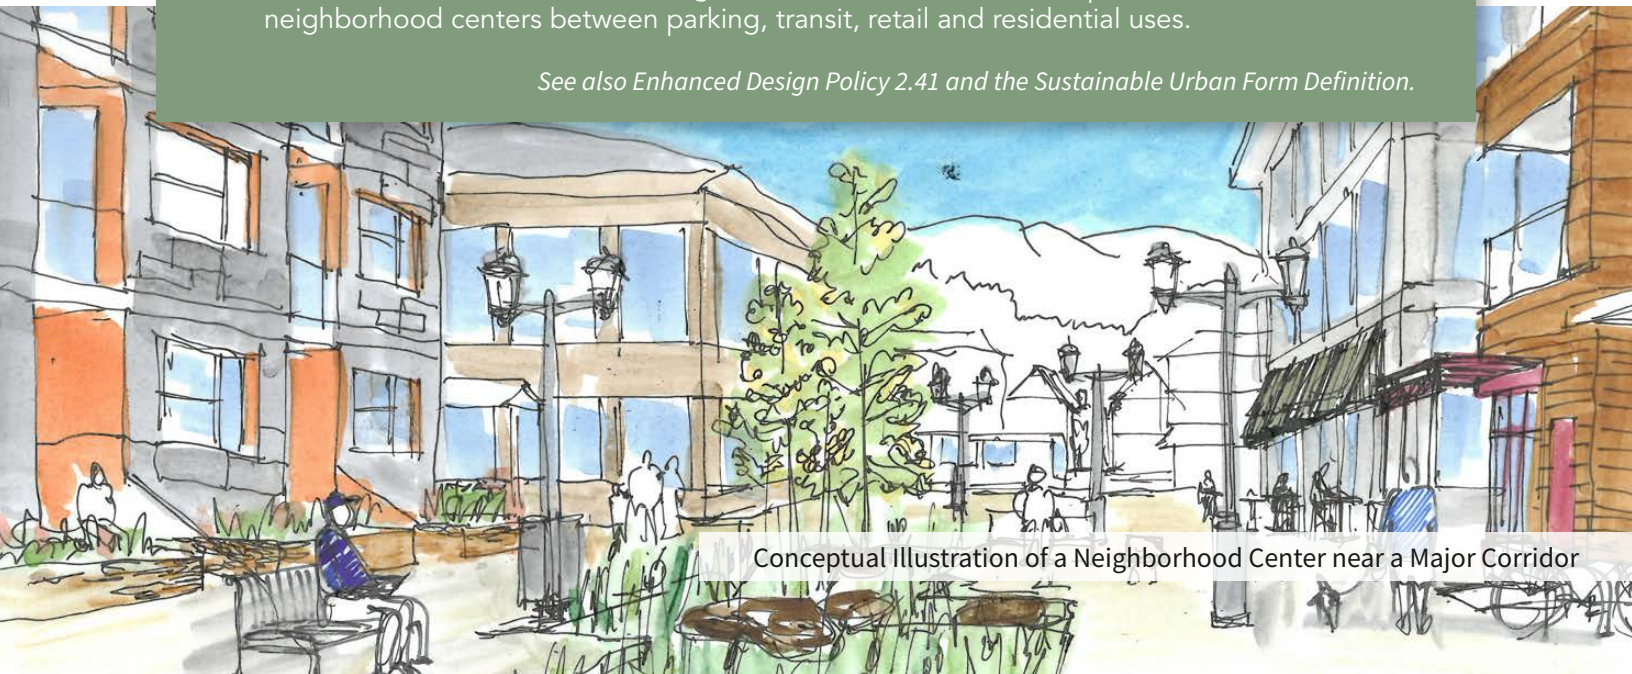 neighborhood centers between parking, transit, retail and residential uses.
See also Enhanced Design Policy 2.41 and the Sustainable Urban Form Definition.
Conceptual Illustration of a Neighborhood Center near a Major Corridor